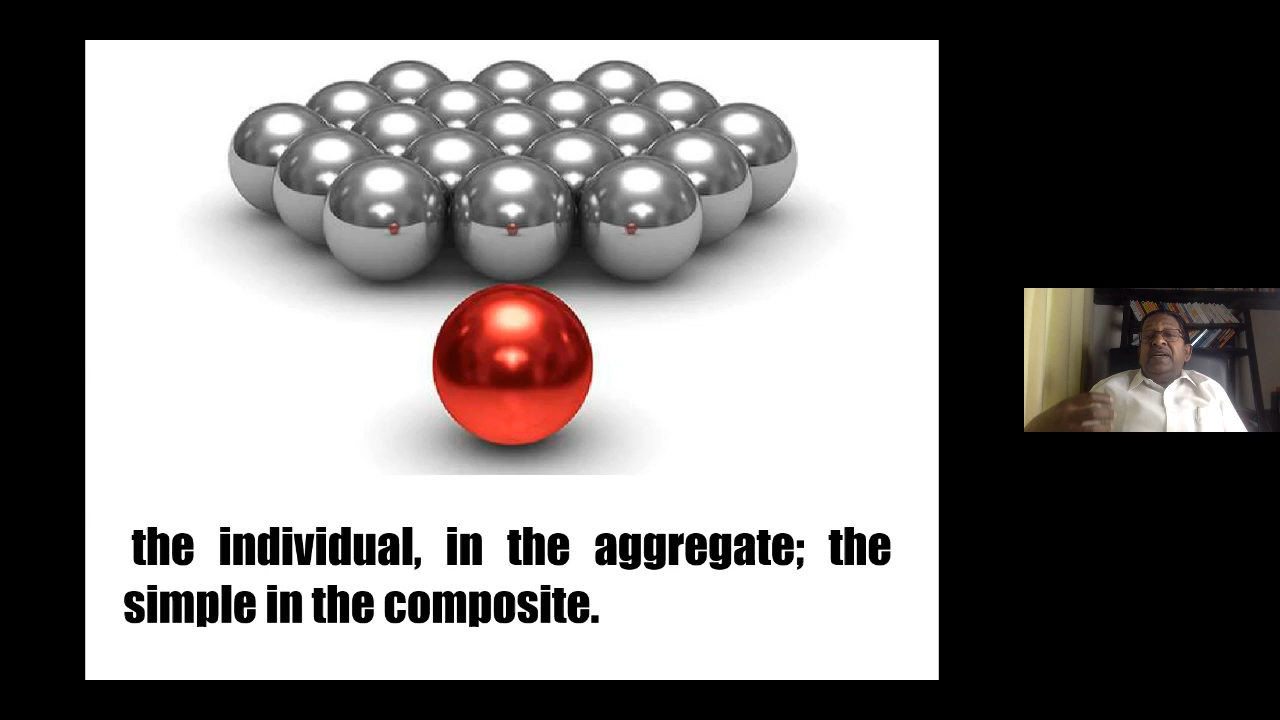 the individual, in the aggregate; the
simple in the composite.